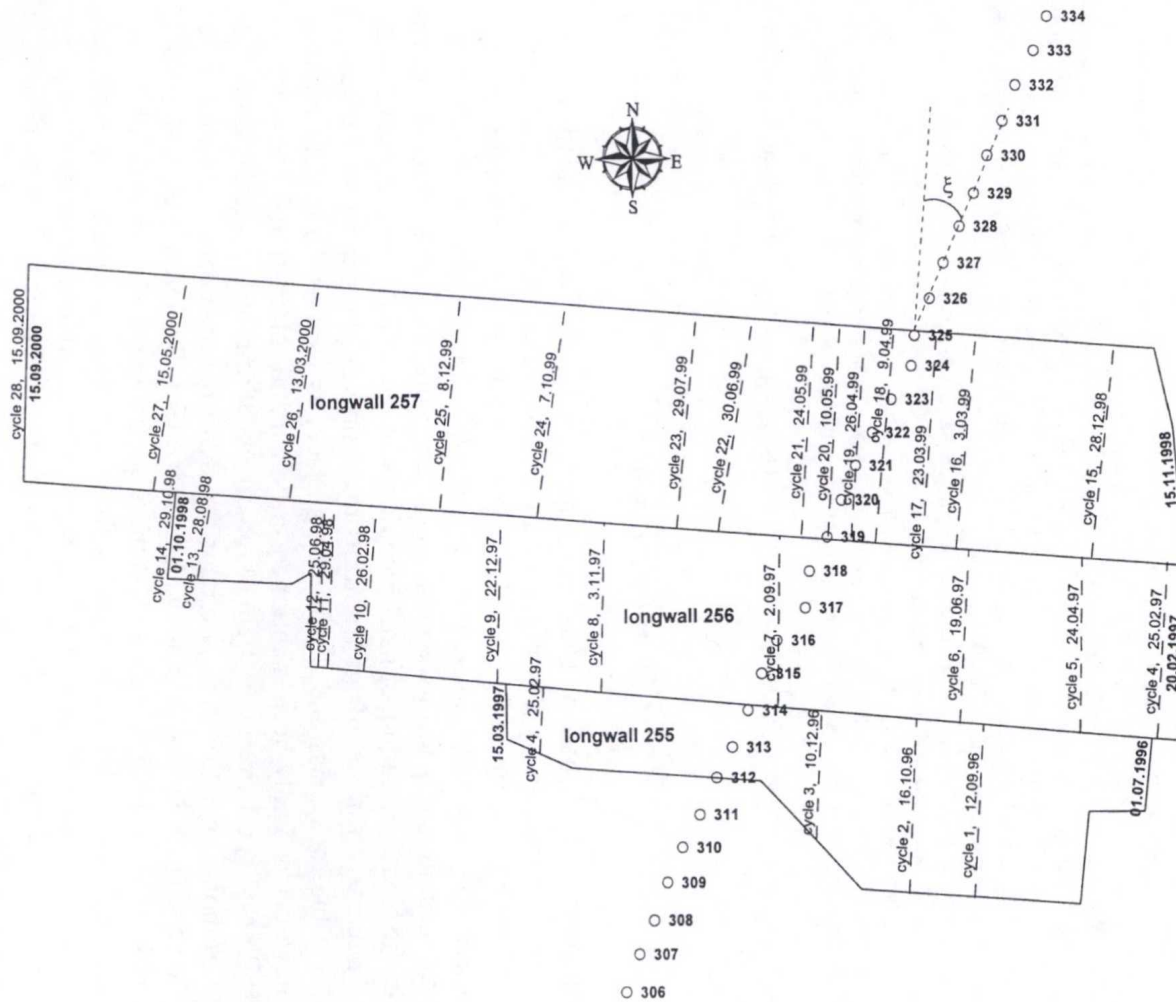 334
333
332
331
330
329
328
327
326
325
324
323
322
321
320
319
318
317
316
315
314
313
312
311
310
309
308
307
306
N
W E
S
ξ
cycle 28, 15.09.2000
15.09.2000
cycle 27, 15.05.2000
cycle 26, 13.03.2000
longwall 257
cycle 25, 8.12.99
cycle 24, 7.10.99
cycle 23, 29.07.99
cycle 22, 30.06.99
cycle 21, 24.05.99
cycle 20, 10.05.99
cycle 19, 26.04.99
cycle 18, 9.04.99
cycle 17, 23.03.99
cycle 16, 3.03.99
cycle 15, 28.12.98
15.11.1998
cycle 14, 29.10.98
01.10.1998
cycle 13, 28.08.98
cycle 12, 25.06.98
cycle 11, 29.04.98
cycle 10, 26.02.98
cycle 9, 22.12.97
cycle 8, 3.11.97
longwall 256
cycle 7, 2.09.97
cycle 6, 19.06.97
cycle 5, 24.04.97
cycle 4, 25.02.97
20.02.1997
15.03.1997
cycle 4, 25.02.97
longwall 255
cycle 3, 10.12.96
cycle 2, 16.10.96
cycle 1, 12.09.96
01.07.1996